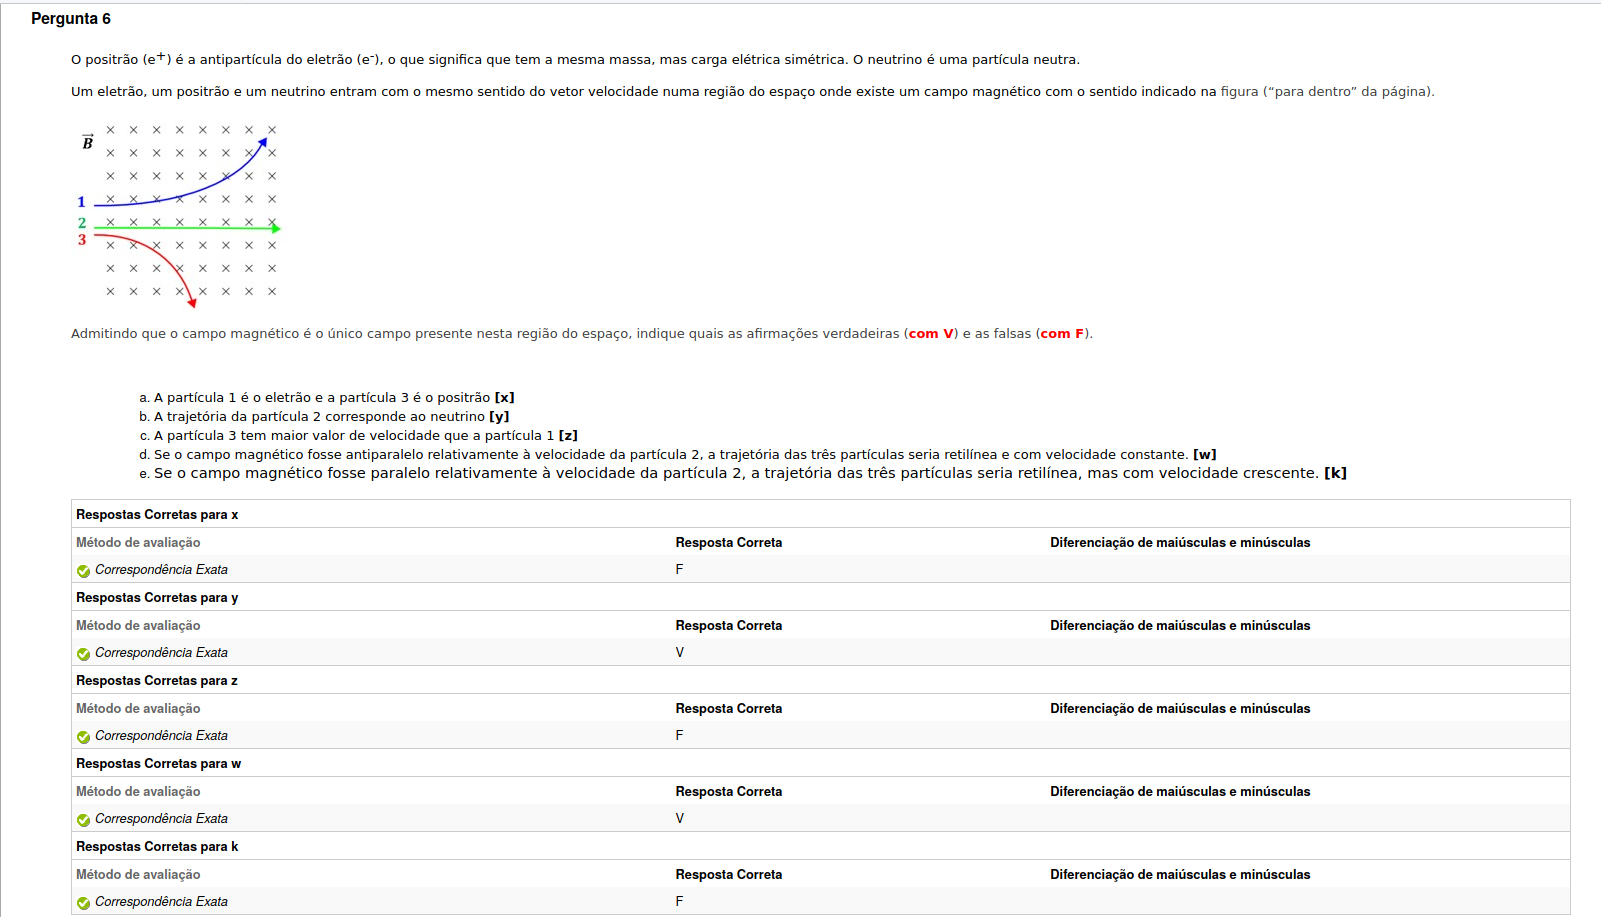 Pergunta 6
O positrão (e+) é a antipartícula do eletrão (e-), o que significa que tem a mesma massa, mas carga elétrica simétrica. O neutrino é uma partícula neutra.
Um eletrão, um positrão e um neutrino entram com o mesmo sentido do vetor velocidade numa região do espaço onde existe um campo magnético com o sentido indicado na figura (“para dentro” da página).
B
1
2
3
Admitindo que o campo magnético é o único campo presente nesta região do espaço, indique quais as afirmações verdadeiras (com V) e as falsas (com F).
a. A partícula 1 é o eletrão e a partícula 3 é o positrão [x]
b. A trajetória da partícula 2 corresponde ao neutrino [y]
c. A partícula 3 tem maior valor de velocidade que a partícula 1 [z]
d. Se o campo magnético fosse antiparalelo relativamente à velocidade da partícula 2, a trajetória das três partículas seria retilínea e com velocidade constante. [w]
e. Se o campo magnético fosse paralelo relativamente à velocidade da partícula 2, a trajetória das três partículas seria retilínea, mas com velocidade crescente. [k]
Respostas Corretas para x
Método de avaliação Resposta Correta Diferenciação de maiúsculas e minúsculas
Correspondência Exata F
Respostas Corretas para y
Método de avaliação Resposta Correta Diferenciação de maiúsculas e minúsculas
Correspondência Exata V
Respostas Corretas para z
Método de avaliação Resposta Correta Diferenciação de maiúsculas e minúsculas
Correspondência Exata F
Respostas Corretas para w
Método de avaliação Resposta Correta Diferenciação de maiúsculas e minúsculas
Correspondência Exata V
Respostas Corretas para k
Método de avaliação Resposta Correta Diferenciação de maiúsculas e minúsculas
Correspondência Exata F